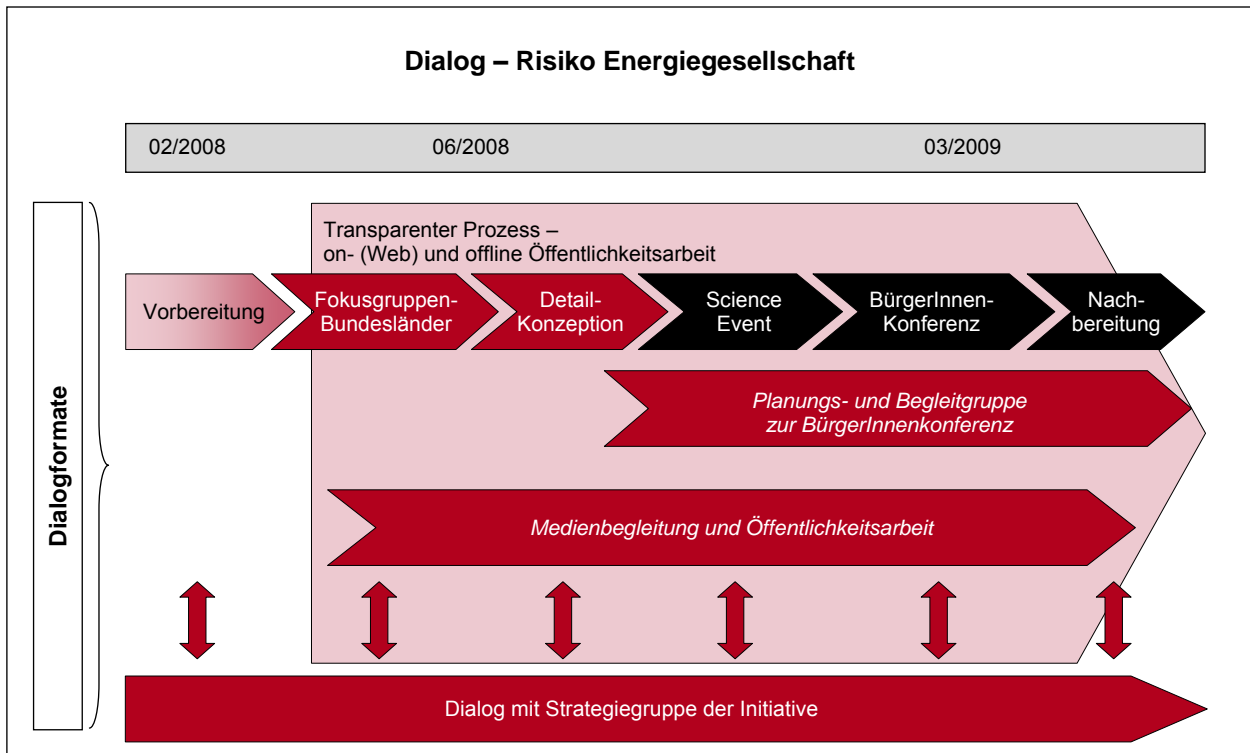 Dialog – Risiko Energiegesellschaft
02/2008 06/2008 03/2009
Dialogformate
Transparenter Prozess –
on- (Web) und offline Öffentlichkeitsarbeit
Vorbereitung
Fokusgruppen-
Bundesländer
Detail-
Konzeption
Science
Event
BürgerInnen-
Konferenz
Nach-
bereitung
Planungs- und Begleitgruppe
zur BürgerInnenkonferenz
Medienbegleitung und Öffentlichkeitsarbeit
Dialog mit Strategiegruppe der Initiative